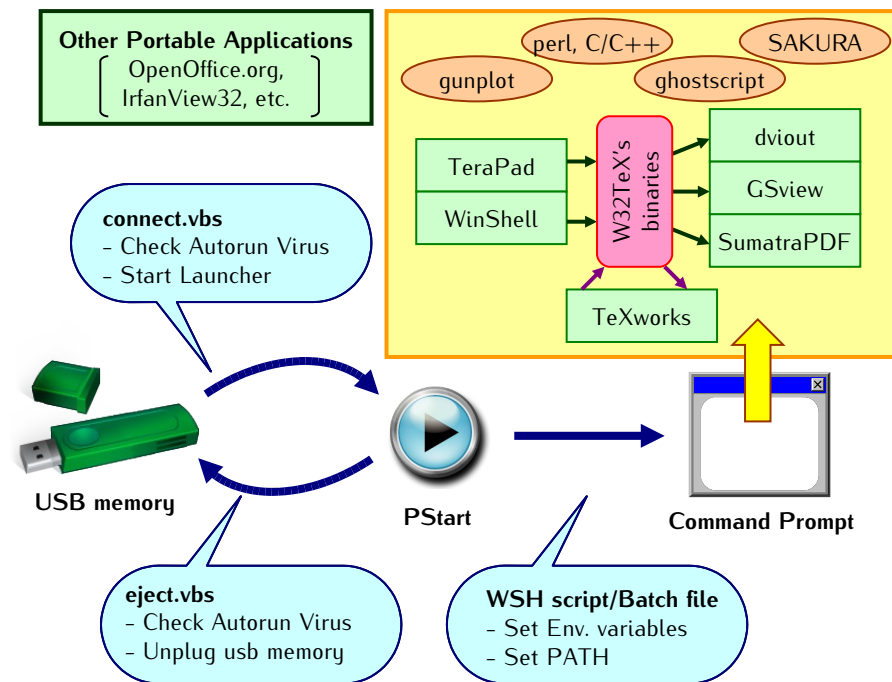 Other Portable Applications
OpenOffice.org,
IrfanView32, etc.
perl, C/C++
SAKURA
gunplot
ghostscript
TeraPad
WinShell
W32TeX's
binaries
dviout
GSview
SumatraPDF
TeXworks
connect.vbs
- Check Autorun Virus
- Start Launcher
USB memory
PStart
Command Prompt
eject.vbs
- Check Autorun Virus
- Unplug usb memory
WSH script/Batch file
- Set Env. variables
- Set PATH